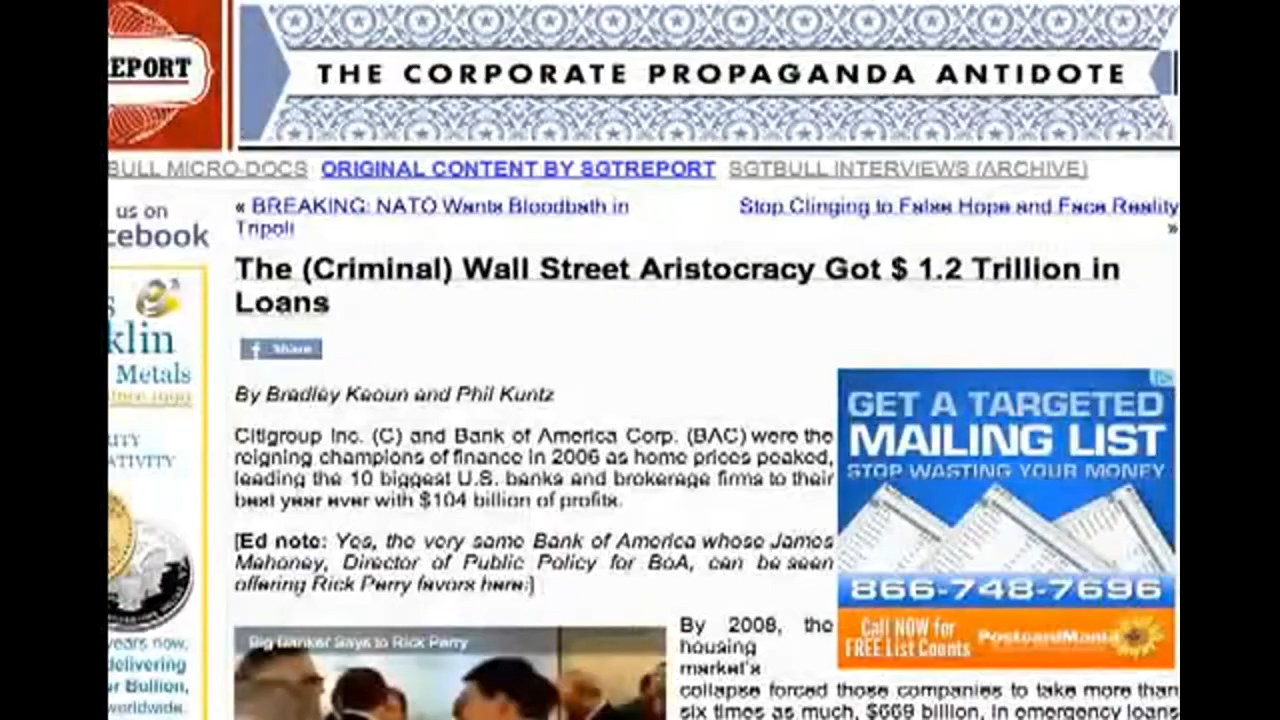 EPORT
THE CORPORATE PROPAGANDA ANTIDOTE
BULL MICRO-DOCS ORIGINAL CONTENT BY SGTREPORT SGTBULL INTERVIEWS (ARCHIVE)
us on
cebook
« BREAKING: NATO Wants Bloodbath in
Tripoli
Stop Clinging to False Hope and Face Reality
»
The (Criminal) Wall Street Aristocracy Got $ 1.2 Trillion in
Loans
Share
By Bradley Keoun and Phil Kuntz
Citigroup Inc. (C) and Bank of America Corp. (BAC) were the
reigning champions of finance in 2006 as home prices peaked,
leading the 10 biggest U.S. banks and brokerage firms to their
best year ever with $104 billion of profits.
[Ed note: Yes, the very same Bank of America whose James
Mahoney, Director of Public Policy for BoA, can be seen
offering Rick Perry favors here:]
Big Banker Says to Rick Perry
By 2008, the
housing
market's
collapse forced those companies to take more than
six times as much, $669 billion, in emergency loans
GET A TARGETED
MAILING LIST
STOP WASTING YOUR MONEY
866-748-7696
Call NOW for
FREE List Counts
PostcardMania
s
klin
Metals
since 1999
ITY
ATIVITY
years now,
delivering
r Bullion,
worldwide.